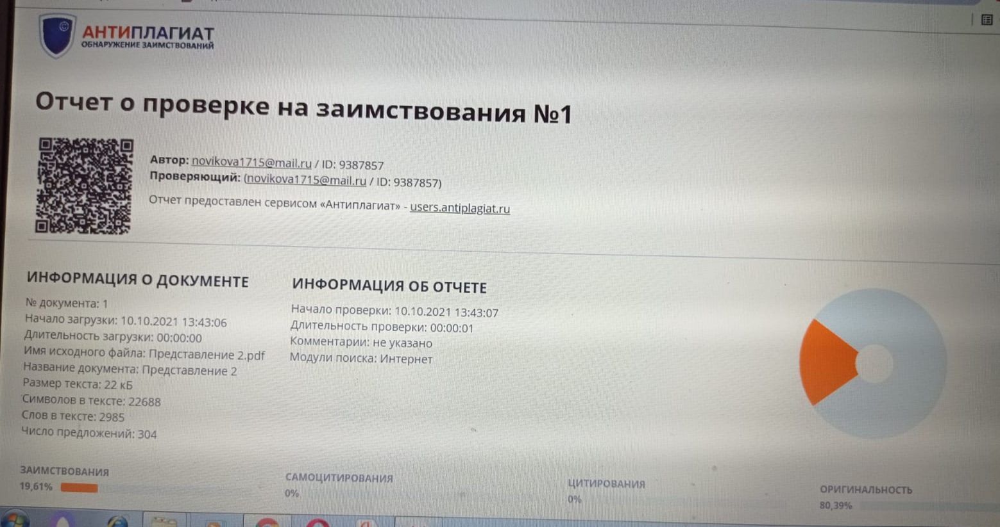 АНТИПЛАГИАТ
ОБНАРУЖЕНИЕ ЗАИМСТВОВАНИЙ
Отчет о проверке на заимствования №1
Автор: novikova1715@mail.ru / ID: 9387857
Проверяющий: (novikova1715@mail.ru / ID: 9387857)
Отчет предоставлен сервисом «Антиплагиат» - users.antiplagiat.ru
ИНФОРМАЦИЯ О ДОКУМЕНТЕ
№ документа: 1
Начало загрузки: 10.10.2021 13:43:06
Длительность загрузки: 00:00:00
Имя исходного файла: Представление 2.pdf
Название документа: Представление 2
Размер текста: 22 кБ
Символов в тексте: 22688
Слов в тексте: 2985
Число предложений: 304
ИНФОРМАЦИЯ ОБ ОТЧЕТЕ
Начало проверки: 10.10.2021 13:43:07
Длительность проверки: 00:00:01
Комментарии: не указано
Модули поиска: Интернет
ЗАИМСТВОВАНИЯ
19,61%
САМОЦИТИРОВАНИЯ
0%
ЦИТИРОВАНИЯ
0%
ОРИГИНАЛЬНОСТЬ
80,39%